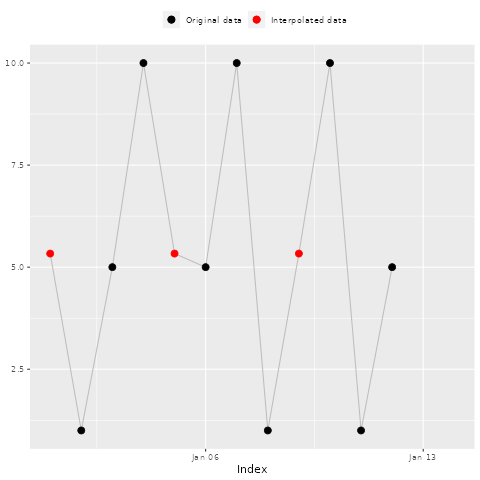 Original data Interpolated data
10.0
7.5
5.0
2.5
Jan 06 Jan 13
Index